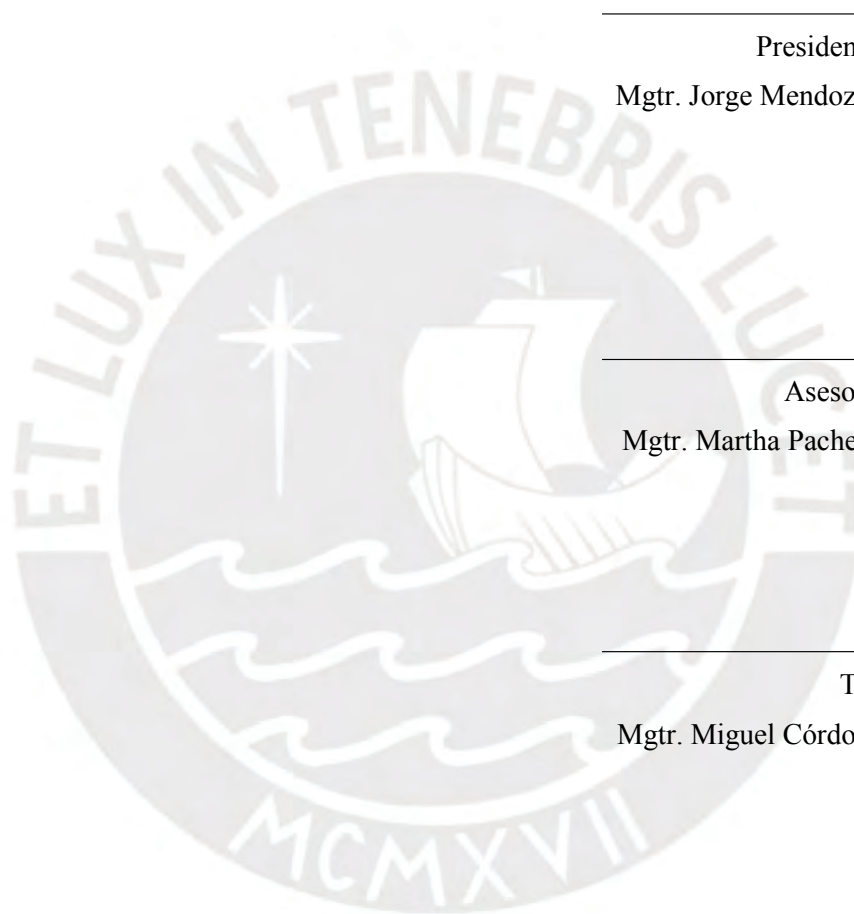 Presiden
Mgtr. Jorge Mendoz
ET LUX IN TENEBRIS LUCET
Aseso
Mgtr. Martha Pache
T
Mgtr. Miguel Córdo
MCMXVII